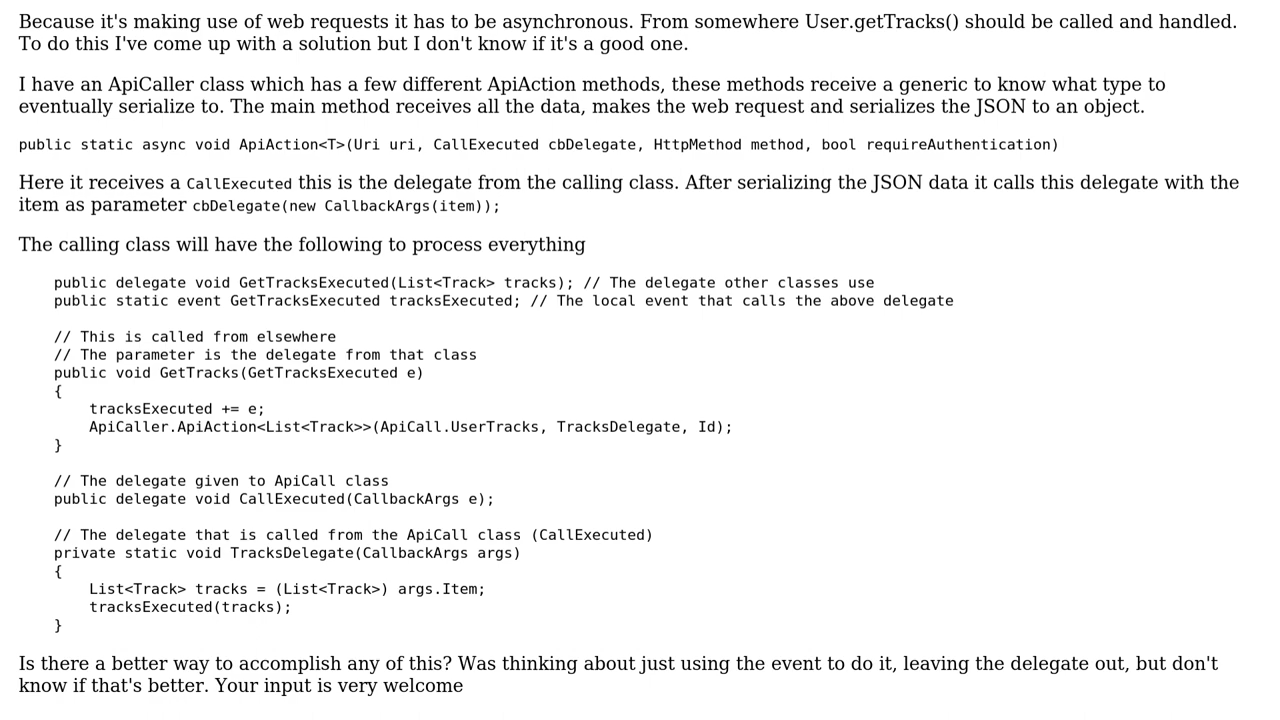 Because it's making use of web requests it has to be asynchronous. From somewhere User.getTracks() should be called and handled.
To do this I've come up with a solution but I don't know if it's a good one.
I have an ApiCaller class which has a few different ApiAction methods, these methods receive a generic to know what type to
eventually serialize to. The main method receives all the data, makes the web request and serializes the JSON to an object.
public static async void ApiAction<T>(Uri uri, CallExecuted cbDelegate, HttpMethod method, bool requireAuthentication)
Here it receives a CallExecuted this is the delegate from the calling class. After serializing the JSON data it calls this delegate with the
item as parameter cbDelegate(new CallbackArgs(item));
The calling class will have the following to process everything
public delegate void GetTracksExecuted(List<Track> tracks); // The delegate other classes use
public static event GetTracksExecuted tracksExecuted; // The local event that calls the above delegate
// This is called from elsewhere
// The parameter is the delegate from that class
public void GetTracks(GetTracksExecuted e)
{
    tracksExecuted += e;
    ApiCaller.ApiAction<List<Track>>(ApiCall.UserTracks, TracksDelegate, Id);
}
// The delegate given to ApiCall class
public delegate void CallExecuted(CallbackArgs e);
// The delegate that is called from the ApiCall class (CallExecuted)
private static void TracksDelegate(CallbackArgs args)
{
    List<Track> tracks = (List<Track>) args.Item;
    tracksExecuted(tracks);
}
Is there a better way to accomplish any of this? Was thinking about just using the event to do it, leaving the delegate out, but don't
know if that's better. Your input is very welcome